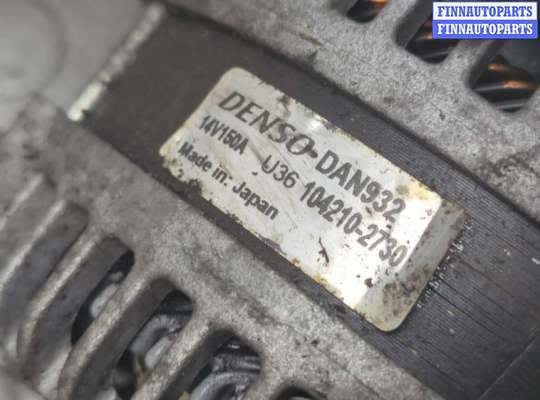 FINNAUTOPARTS
FINNAUTOPARTS
DENSO-DAN932
14V150A U36 104210-2730
Made in Japan